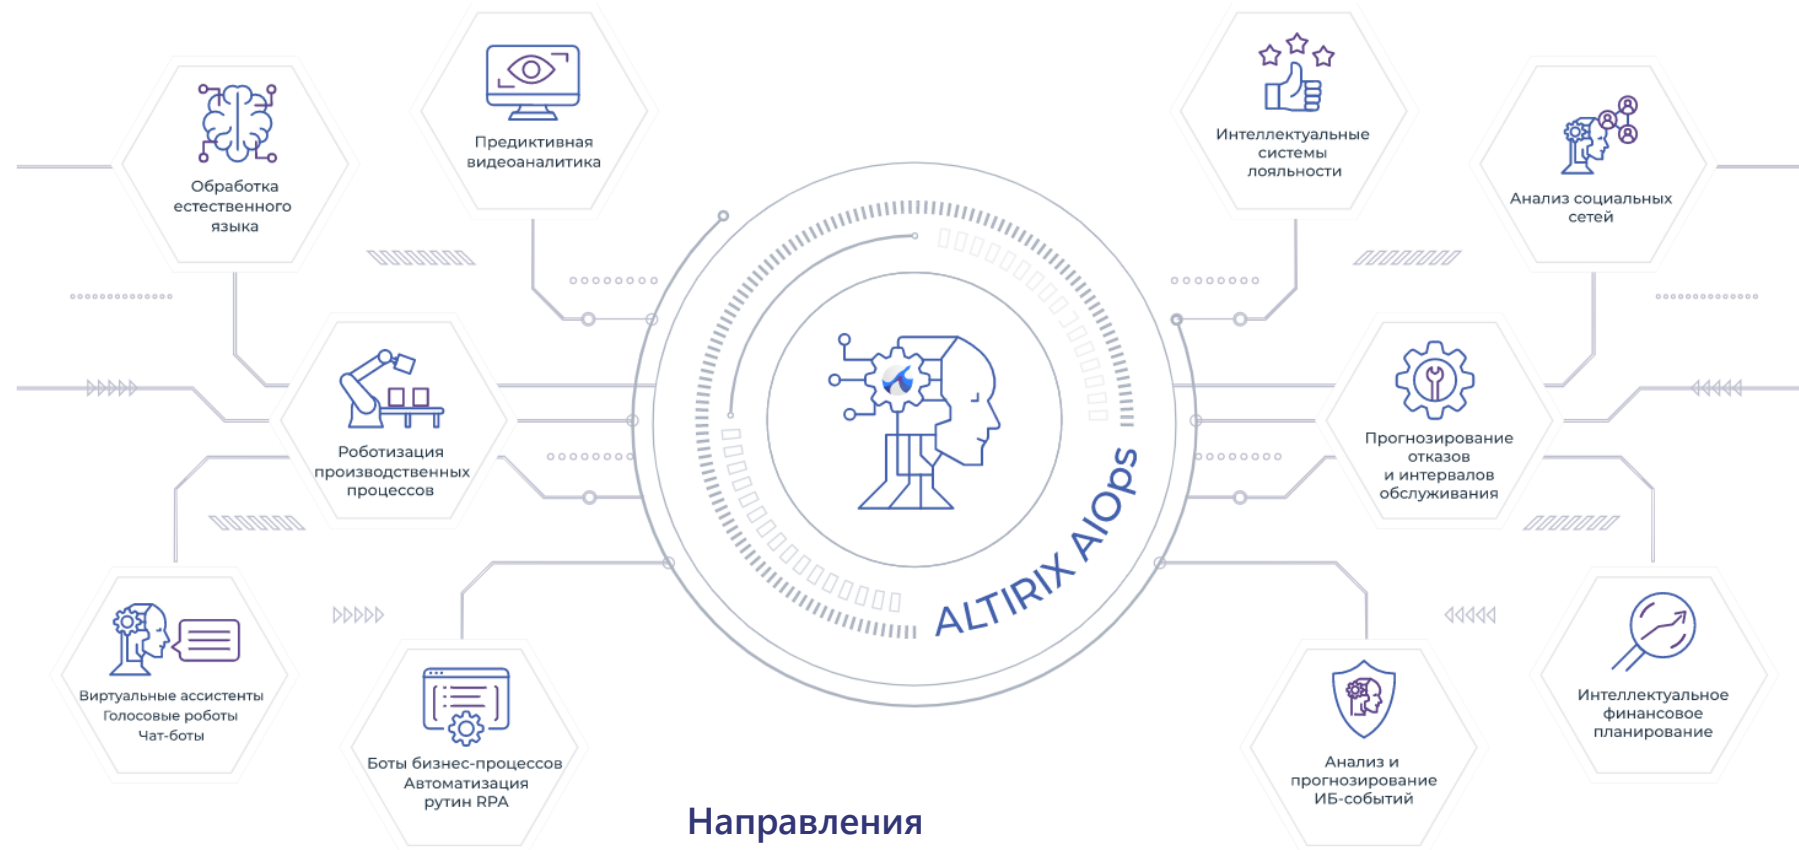 Предиктивная
видеоаналитика
Интеллектуальные
системы
лояльности
Обработка
естественного
языка
Анализ социальных
сетей
Роботизация
производственных
процессов
Прогнозирование
отказов
и интервалов
обслуживания
ALTIRIX AIOps
Виртуальные ассистенты
Голосовые роботы
Чат-боты
Интеллектуальное
финансовое
планирование
Боты бизнес-процессов
Автоматизация
рутин RPA
Анализ и
прогнозирование
ИБ-событий
Направления